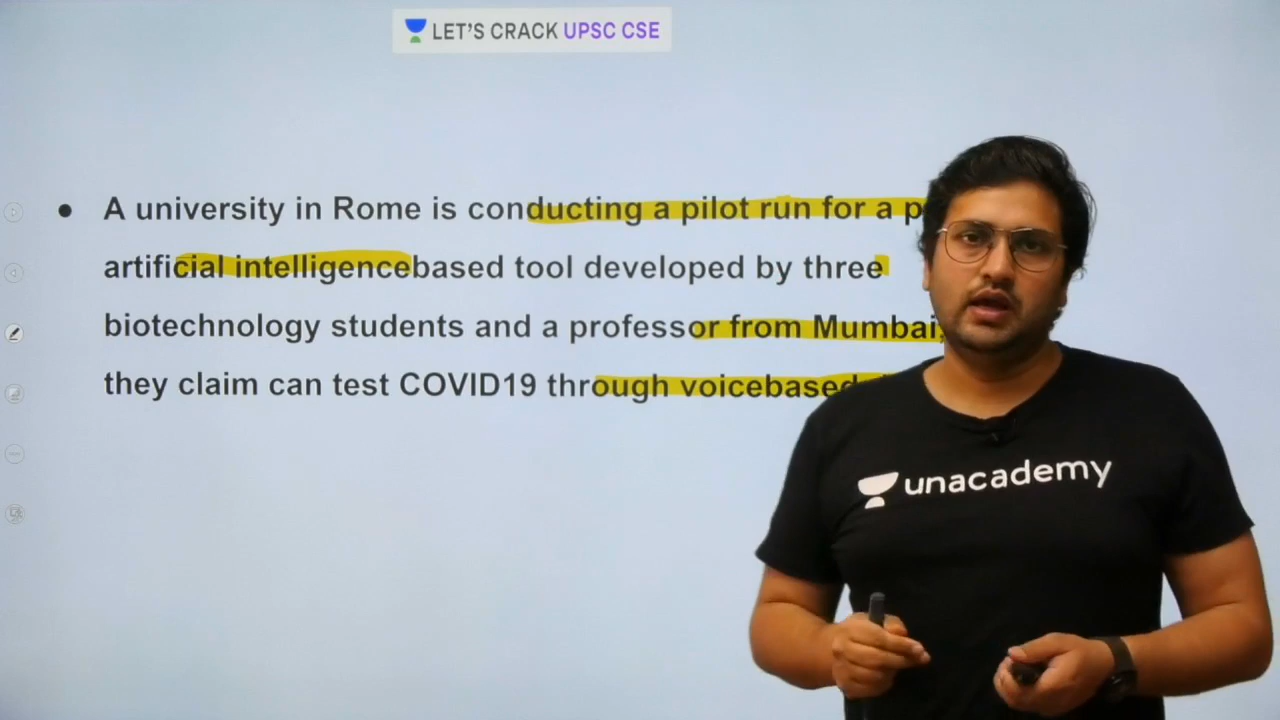 LET'S CRACK UPSC CSE
● A university in Rome is conducting a pilot run for a p
artificial intelligencebased tool developed by three
biotechnology students and a professor from Mumbai,
they claim can test COVID19 through voicebased
unacademy